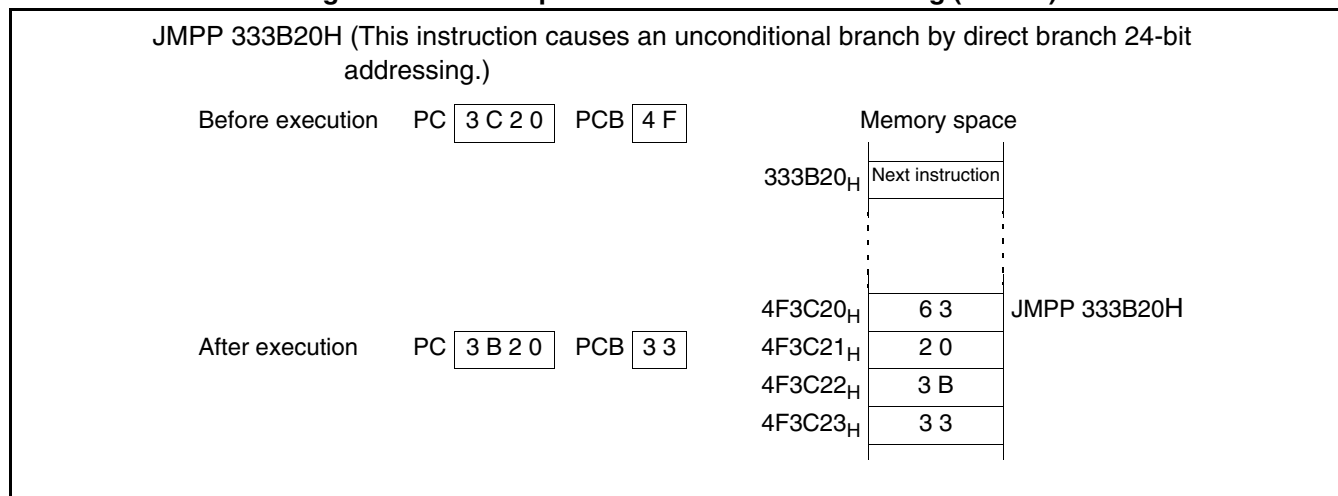 JMPP 333B20H (This instruction causes an unconditional branch by direct branch 24-bit
addressing.)
Before execution PC 3 C 2 0 PCB 4 F
Memory space
333B20H Next instruction
4F3C20H 6 3 JMPP 333B20H
After execution PC 3 B 2 0 PCB 3 3
4F3C21H 2 0
4F3C22H 3 B
4F3C23H 3 3